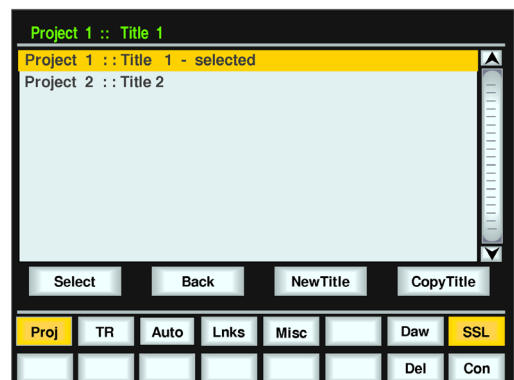 Project 1 :: Title 1
Project 1 :: Title 1 - selected
Project 2 :: Title 2
Select Back NewTitle CopyTitle
Proj TR Auto Lnks Misc Daw SSL
Del Con